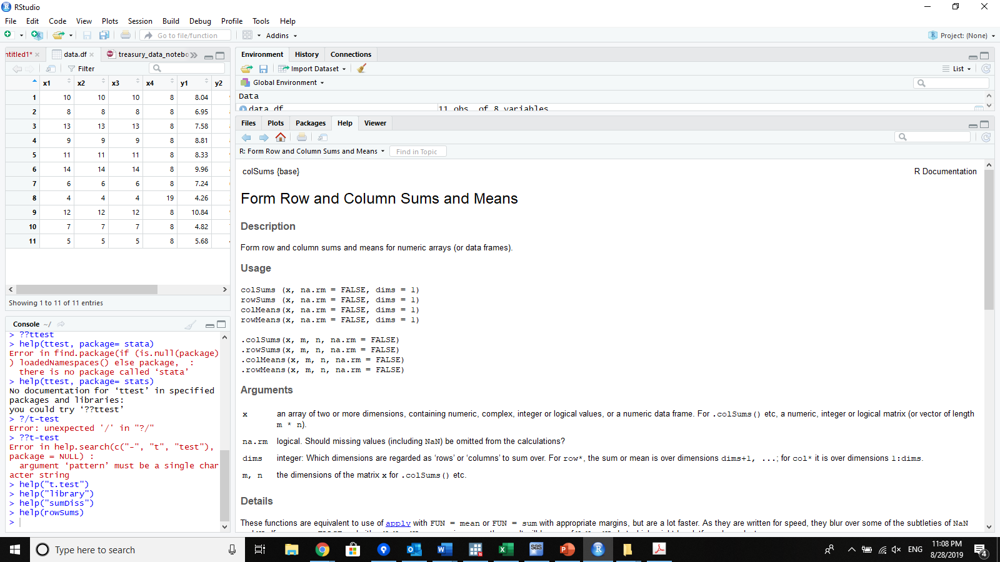 RStudio
File Edit Code View Plots Session Build Debug Profile Tools Help
Go to file/function Addins Project: (None)
ntitled1* data.df treasury_data_notebo
Filter
x1 x2 x3 x4 y1 y2
1 10 10 10 8 8.04
2 8 8 8 8 6.95
3 13 13 13 8 7.58
4 9 9 9 8 8.81
5 11 11 11 8 8.33
6 14 14 14 8 9.96
7 6 6 6 8 7.24
8 4 4 4 19 4.26
9 12 12 12 8 10.84
10 7 7 7 8 4.82
11 5 5 5 8 5.68
Showing 1 to 11 of 11 entries
Console ~/
> ??ttest
> help(ttest, package= stata)
Error in find.package(if (is.null(package)
) loadedNamespaces() else package,  :
there is no package called ‘stata’
> help(ttest, package= stats)
No documentation for ‘ttest’ in specified
packages and libraries:
you could try ‘??ttest’
> ?/t-test
Error: unexpected '/' in "?/"
> ??t-test
Error in help.search(c("-", "t", "test"),
package = NULL) :
argument ‘pattern’ must be a single char
acter string
> help("t.test")
> help("library")
> help("sumDiss")
> help(rowSums)
>
Environment History Connections
Import Dataset List
Global Environment
Data
data.df 11 obs. of 8 variables
Files Plots Packages Help Viewer
R: Form Row and Column Sums and Means Find in Topic
colSums {base} R Documentation
Form Row and Column Sums and Means
Description
Form row and column sums and means for numeric arrays (or data frames).
Usage
colSums (x, na.rm = FALSE, dims = 1)
rowSums (x, na.rm = FALSE, dims = 1)
colMeans(x, na.rm = FALSE, dims = 1)
rowMeans(x, na.rm = FALSE, dims = 1)
.colSums(x, m, n, na.rm = FALSE)
.rowSums(x, m, n, na.rm = FALSE)
.colMeans(x, m, n, na.rm = FALSE)
.rowMeans(x, m, n, na.rm = FALSE)
Arguments
x an array of two or more dimensions, containing numeric, complex, integer or logical values, or a numeric data frame. For .colSums() etc, a numeric, integer or logical matrix (or vector of length
m * n).
na.rm logical. Should missing values (including NaN) be omitted from the calculations?
dims integer: Which dimensions are regarded as ‘rows’ or ‘columns’ to sum over. For row*, the sum or mean is over dimensions dims+1, ...; for col* it is over dimensions 1:dims.
m, n the dimensions of the matrix x for .colSums() etc.
Details
These functions are equivalent to use of apply with FUN = mean or FUN = sum with appropriate margins, but are a lot faster. As they are written for speed, they blur over some of the subtleties of NaN
Type here to search
ENG
11:08 PM
8/28/2019
4